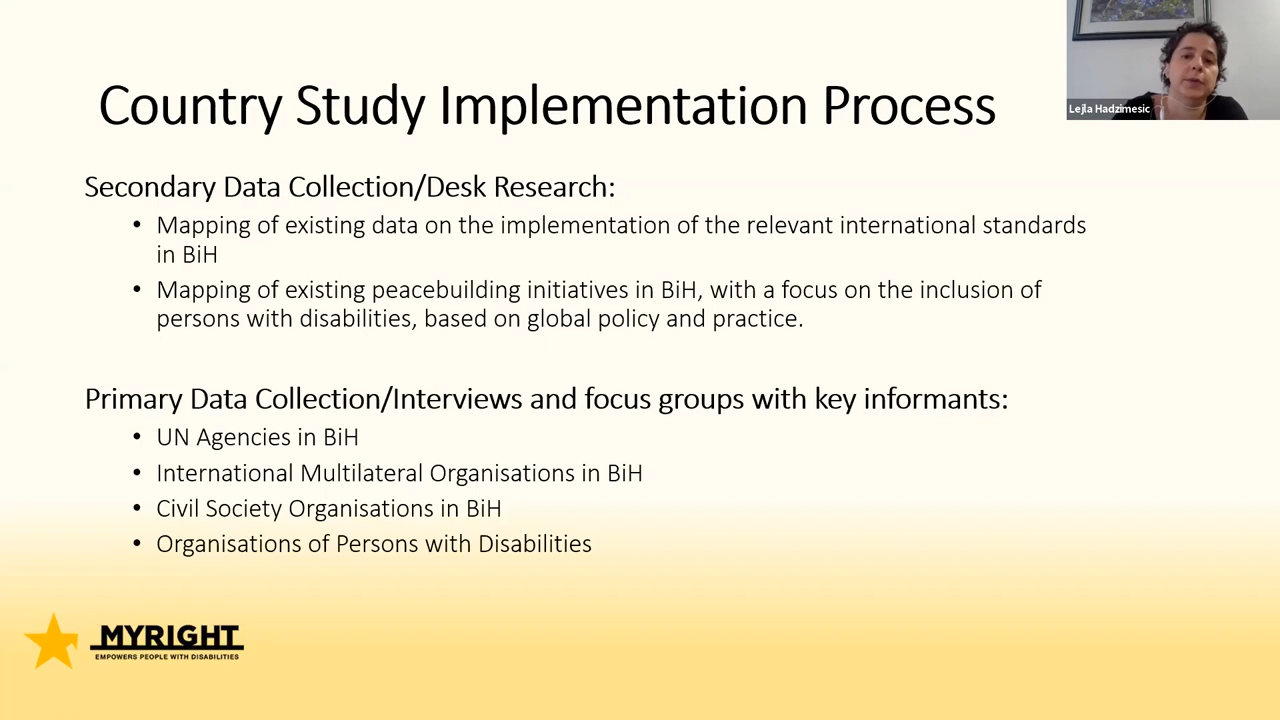 Country Study Implementation Process
Lejla Hadzimesic
Secondary Data Collection/Desk Research:
• Mapping of existing data on the implementation of the relevant international standards
in BiH
• Mapping of existing peacebuilding initiatives in BiH, with a focus on the inclusion of
persons with disabilities, based on global policy and practice.
Primary Data Collection/Interviews and focus groups with key informants:
• UN Agencies in BiH
• International Multilateral Organisations in BiH
• Civil Society Organisations in BiH
• Organisations of Persons with Disabilities
MYRIGHT
EMPOWERS PEOPLE WITH DISABILITIES